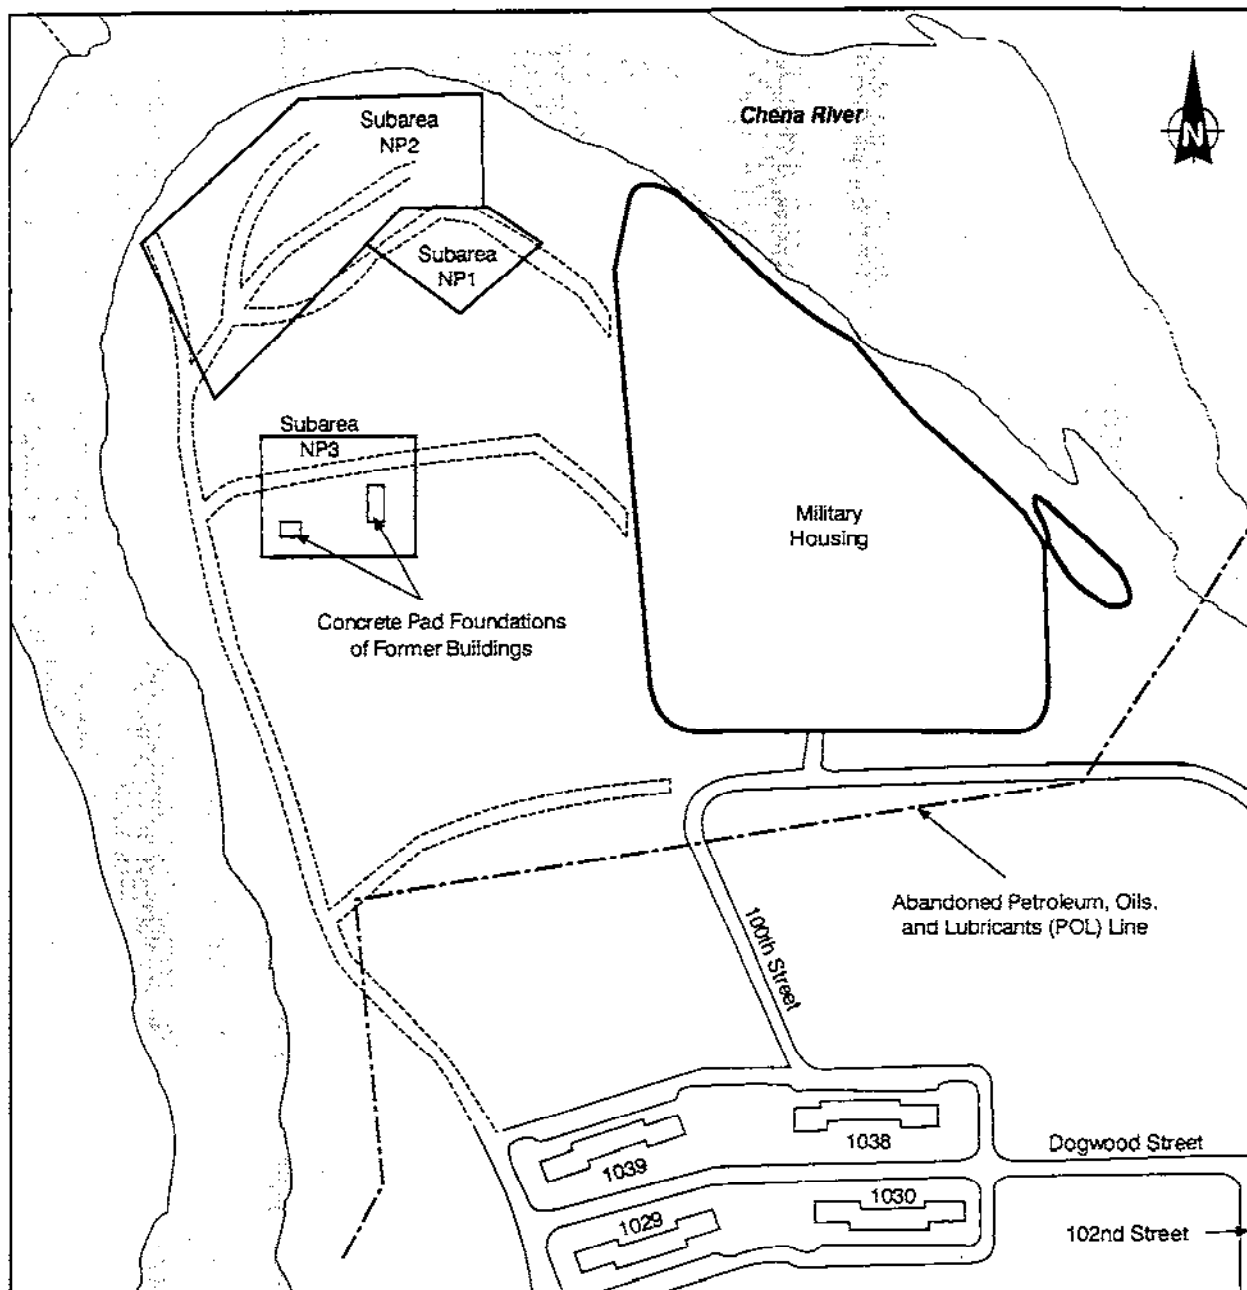 Subarea
NP2
Chena River
N
Subarea
NP1
Subarea
NP3
Military
Housing
Concrete Pad Foundations
of Former Buildings
Abandoned Petroleum, Oils,
and Lubricants (POL) Line
100th Street
1038
1039
Dogwood Street
1030
1029
102nd Street